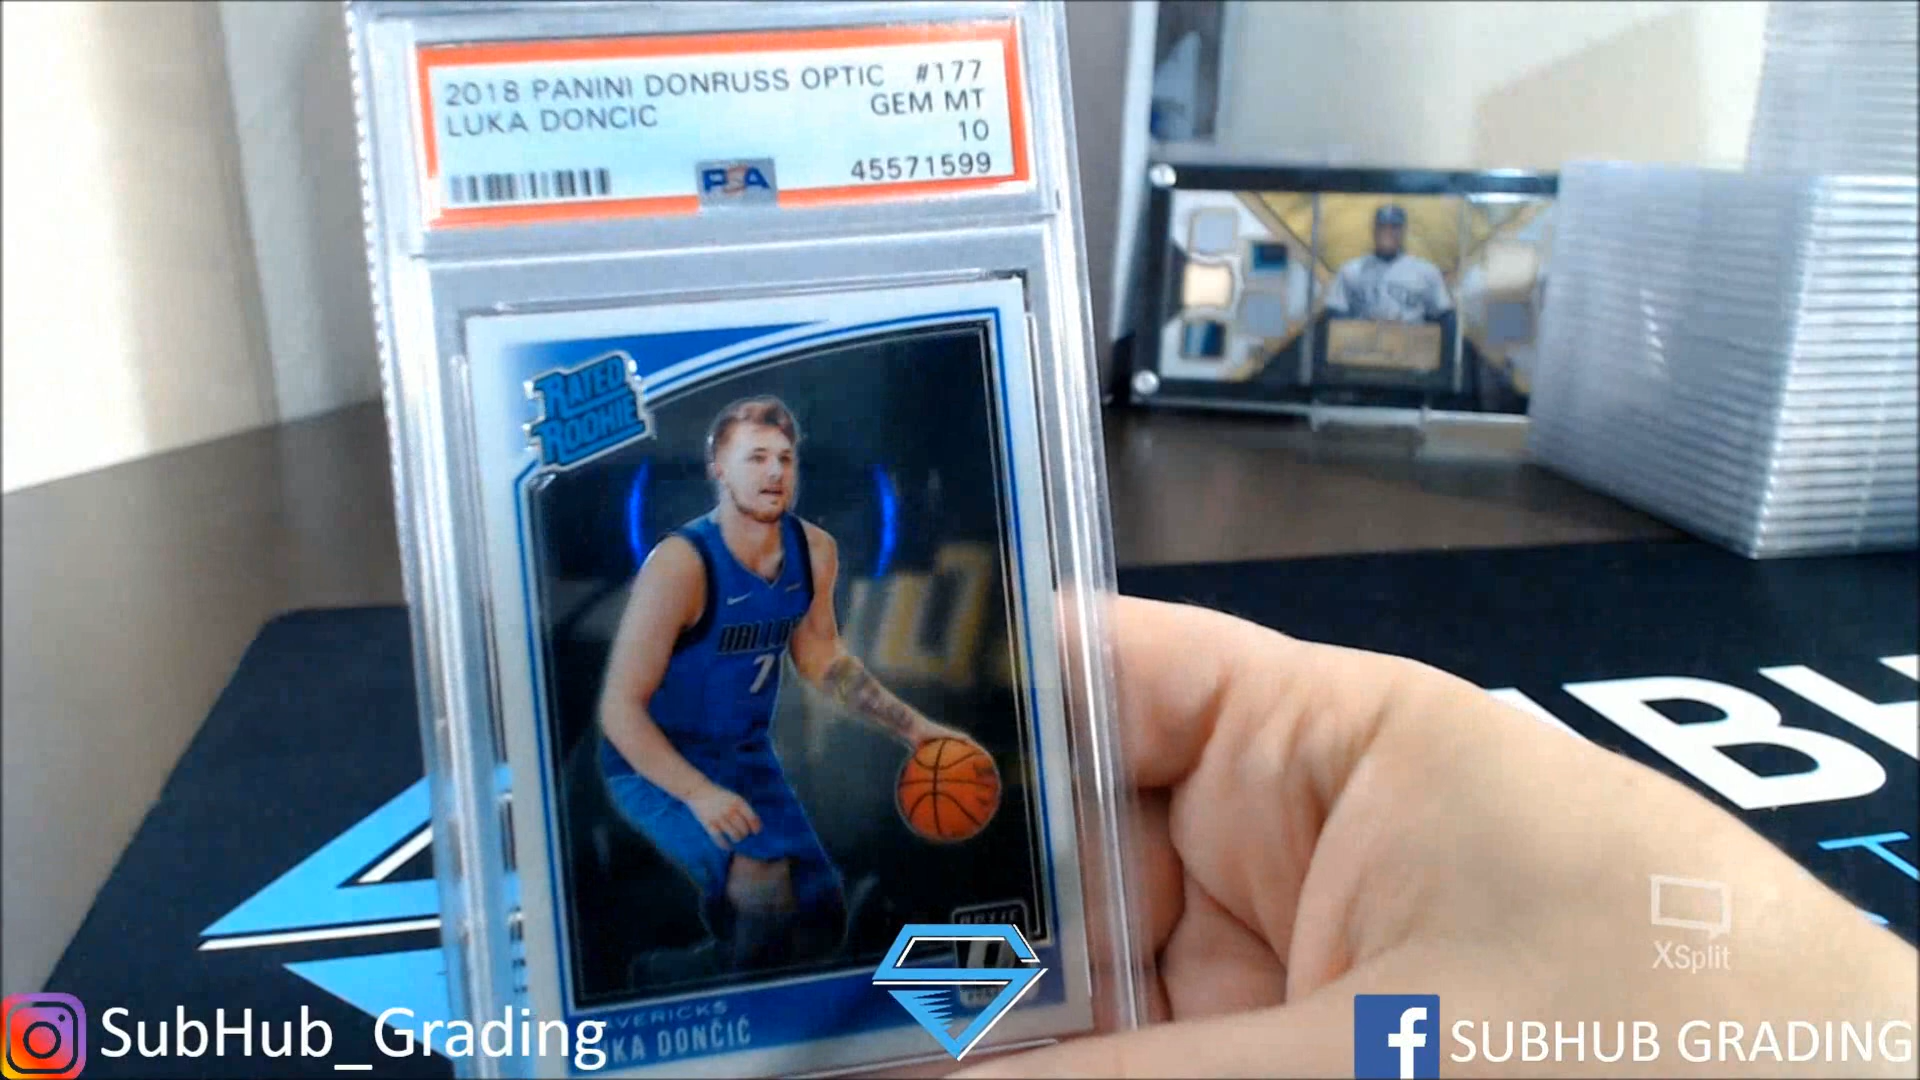 2018 PANINI DONRUSS OPTIC #177
LUKA DONCIC GEM MT
10
PSA 45571599
RATED
ROOKIE
7
OPTIC
XSplit
SubHub_Grading
SUBHUB GRADING